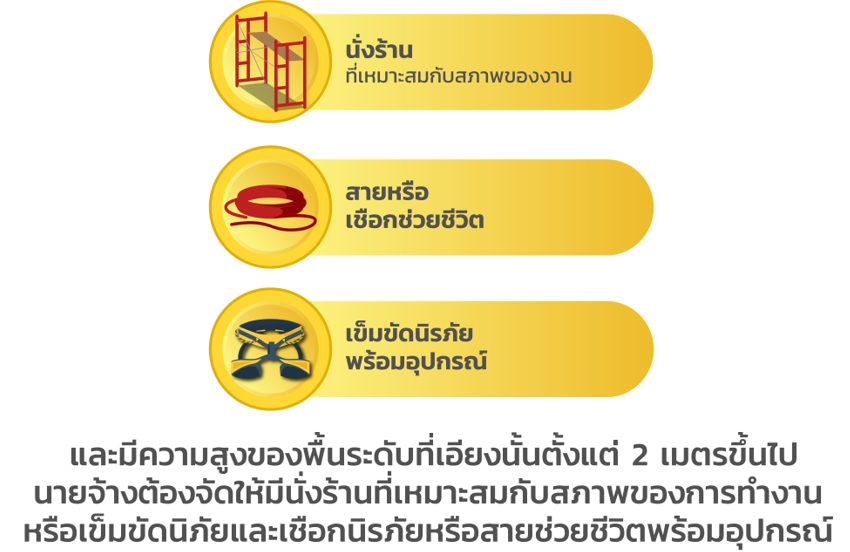 นั่งร้าน
ที่เหมาะสมกับสภาพของงาน
สายหรือ
เชือกช่วยชีวิต
เข็มขัดนิรภัย
พร้อมอุปกรณ์
และมีความสูงของพื้นระดับที่เอียงนั้นตั้งแต่ 2 เมตรขึ้นไป
นายจ้างต้องจัดให้มีนั่งร้านที่เหมาะสมกับสภาพของการทำงาน
หรือเข็มขัดนิภัยและเชือกนิรภัยหรือสายช่วยชีวิตพร้อมอุปกรณ์